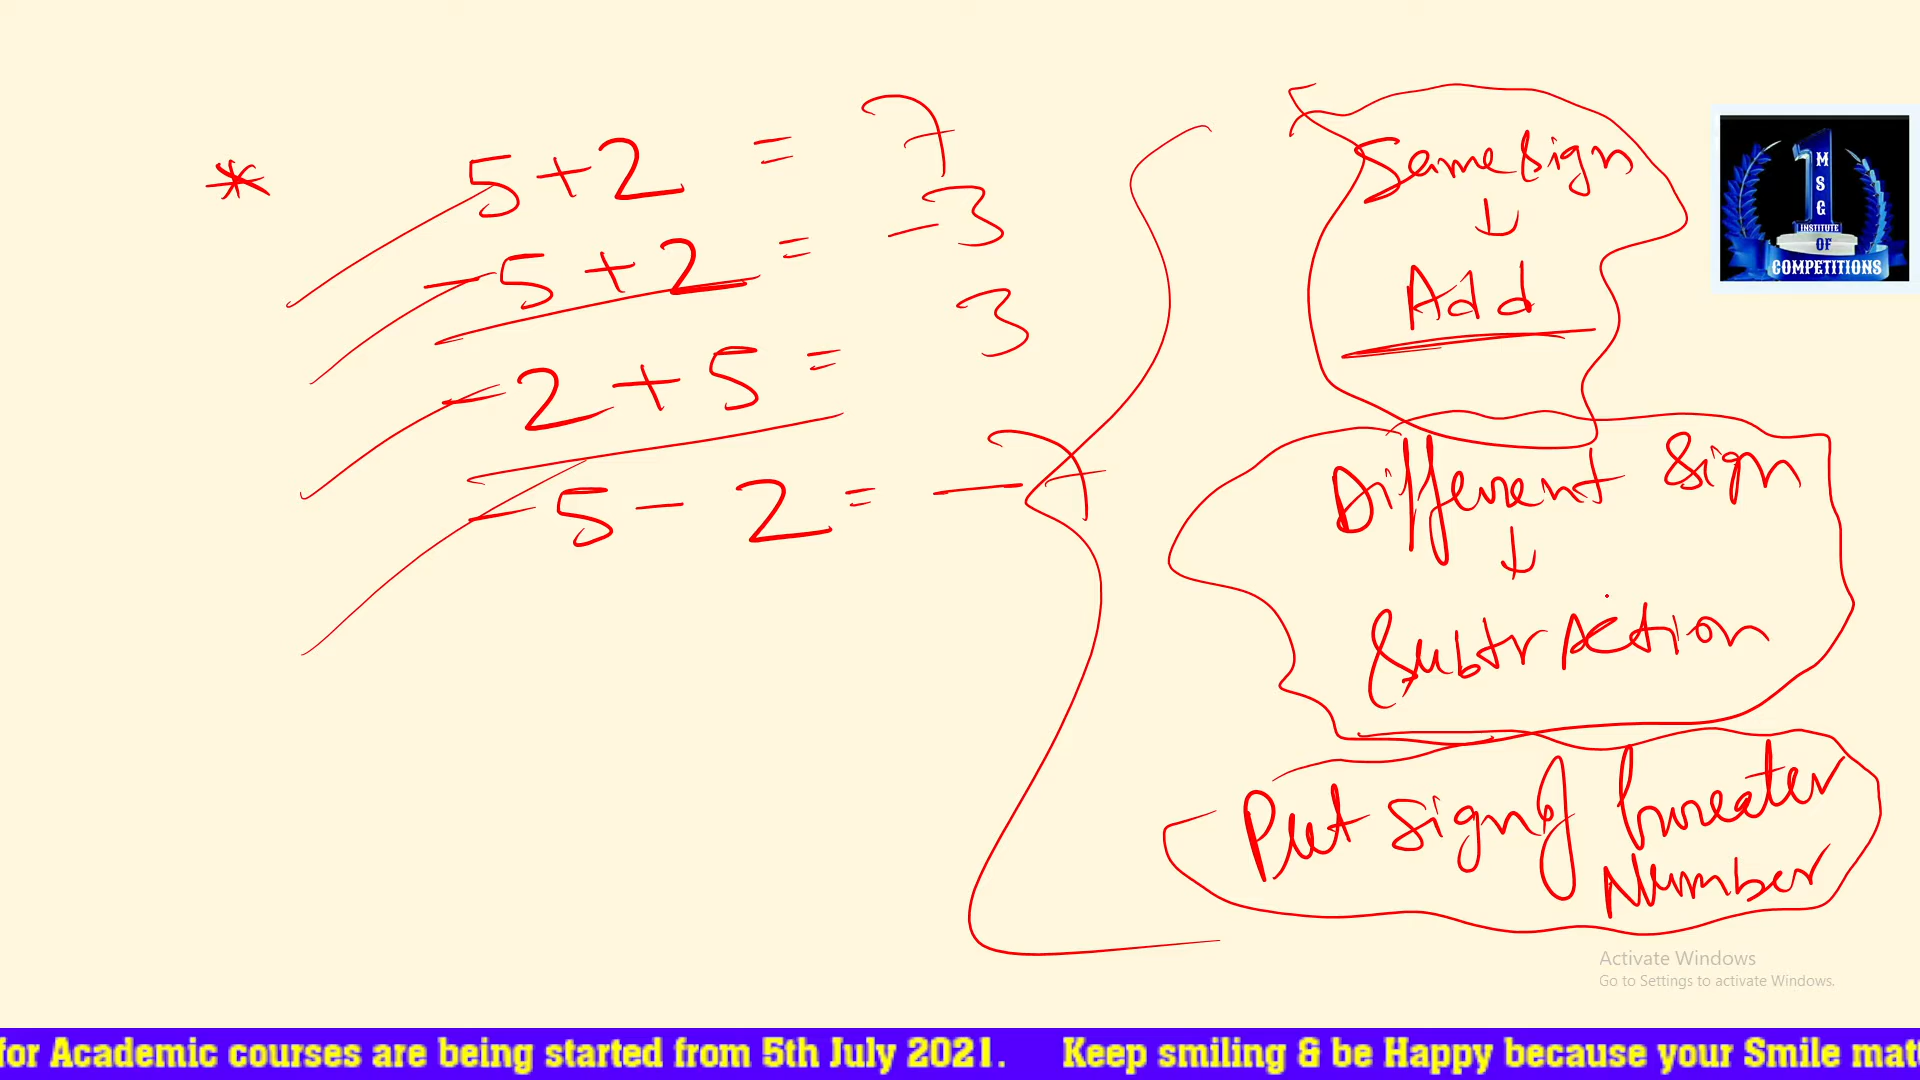 * 5+2 = 7
-5+2 = -3
-2+5 = 3
-5-2 = -7
Same sign
↓
Add
Different sign
↓
SubtrAction
Put sign of Greater
Number
1
MSG
INSTITUTE
OF
COMPETITIONS
Activate Windows
Go to Settings to activate Windows.
for Academic courses are being started from 5th July 2021. Keep smiling & be Happy because your Smile mat